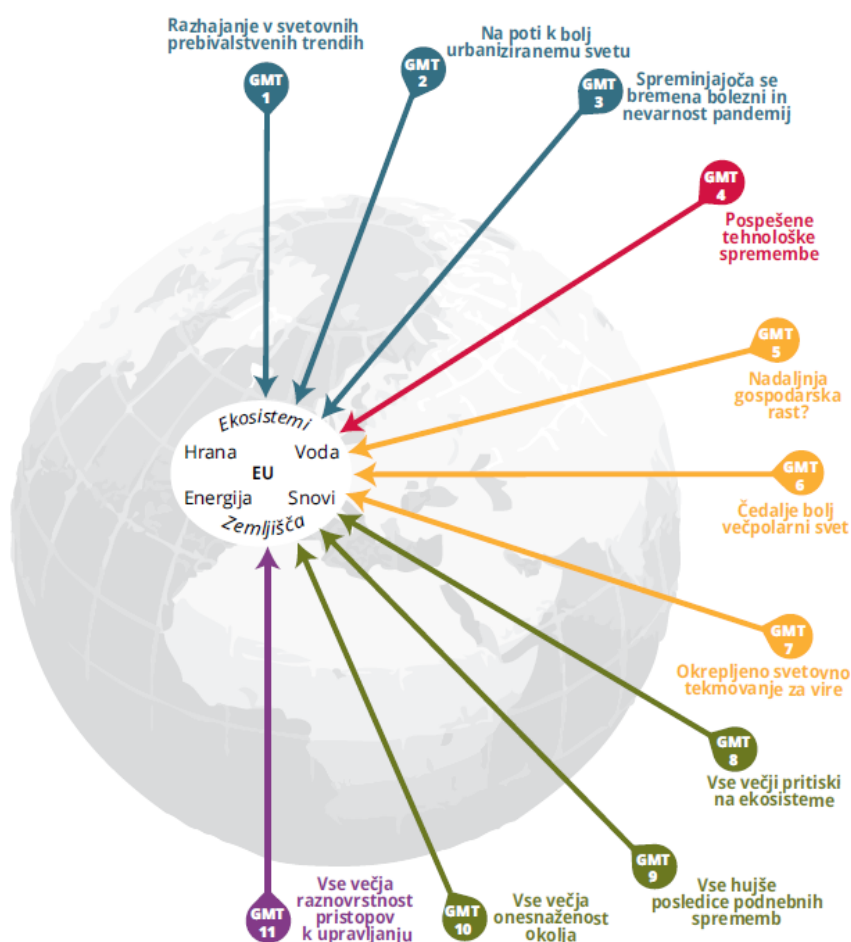 Razhajanje v svetovnih
prebivalstvenih trendih
GMT
1
Na poti k bolj
urbaniziranemu svetu
GMT
2
Spreminjajoča se
bremena bolezni in
nevarnost pandemij
GMT
3
GMT
4
Pospešene
tehnološke
spremembe
GMT
5
Nadaljnja
gospodarska
rast?
Ekosistemi
Hrana
Voda
EU
Energija
Snovi
Zemljišča
GMT
6
Čedalje bolj
večpolarni svet
GMT
7
Okrepljeno svetovno
tekmovanje za vire
GMT
8
Vse večji pritiski
na ekosisteme
GMT
9
Vse hujše
posledice podnebnih
sprememb
GMT
10
Vse večja
onesnaženost
okolja
GMT
11
Vse večja
raznovrstnost
pristopov
k upravljanju